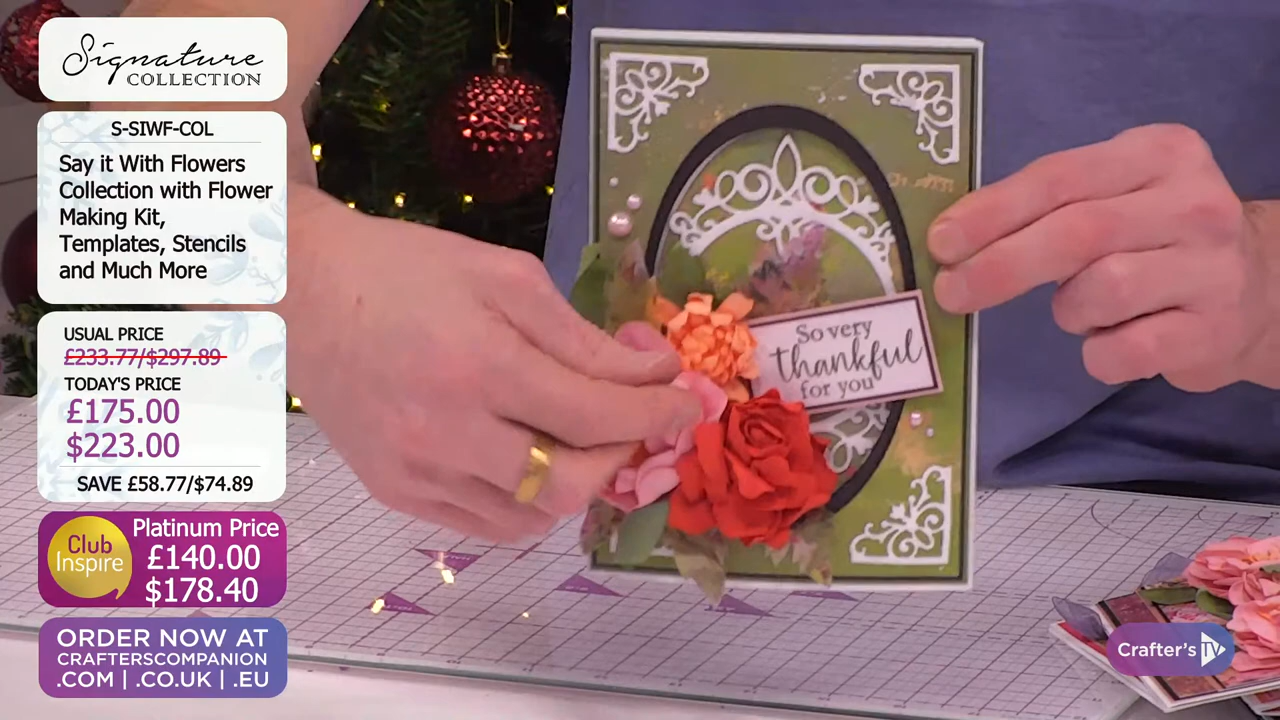 Signature
COLLECTION
S-SIWF-COL
Say it With Flowers
Collection with Flower
Making Kit,
Templates, Stencils
and Much More
USUAL PRICE
£233.77/$297.89
TODAY'S PRICE
£175.00
$223.00
SAVE £58.77/$74.89
Club
Inspire
Platinum Price
£140.00
$178.40
ORDER NOW AT
CRAFTERSCOMPANION
.COM | .CO.UK | .EU
So very
thankful
for you
Crafter's TV